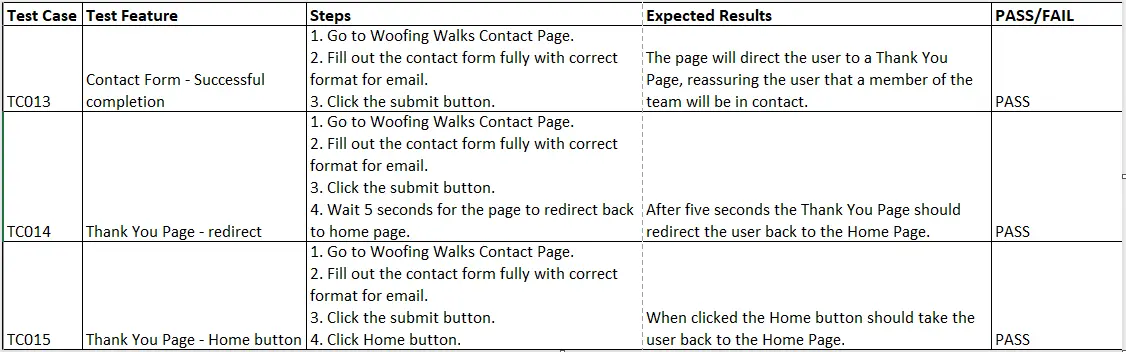 Test Case Test Feature Steps Expected Results PASS/FAIL
TC013
Contact Form - Successful
completion
1. Go to Woofing Walks Contact Page.
2. Fill out the contact form fully with correct
format for email.
3. Click the submit button.
The page will direct the user to a Thank You
Page, reassuring the user that a member of the
team will be in contact.
PASS
TC014
Thank You Page - redirect
1. Go to Woofing Walks Contact Page.
2. Fill out the contact form fully with correct
format for email.
3. Click the submit button.
4. Wait 5 seconds for the page to redirect back
to home page.
After five seconds the Thank You Page should
redirect the user back to the Home Page.
PASS
TC015
Thank You Page - Home button
1. Go to Woofing Walks Contact Page.
2. Fill out the contact form fully with correct
format for email.
3. Click the submit button.
4. Click Home button.
When clicked the Home button should take the
user back to the Home Page.
PASS